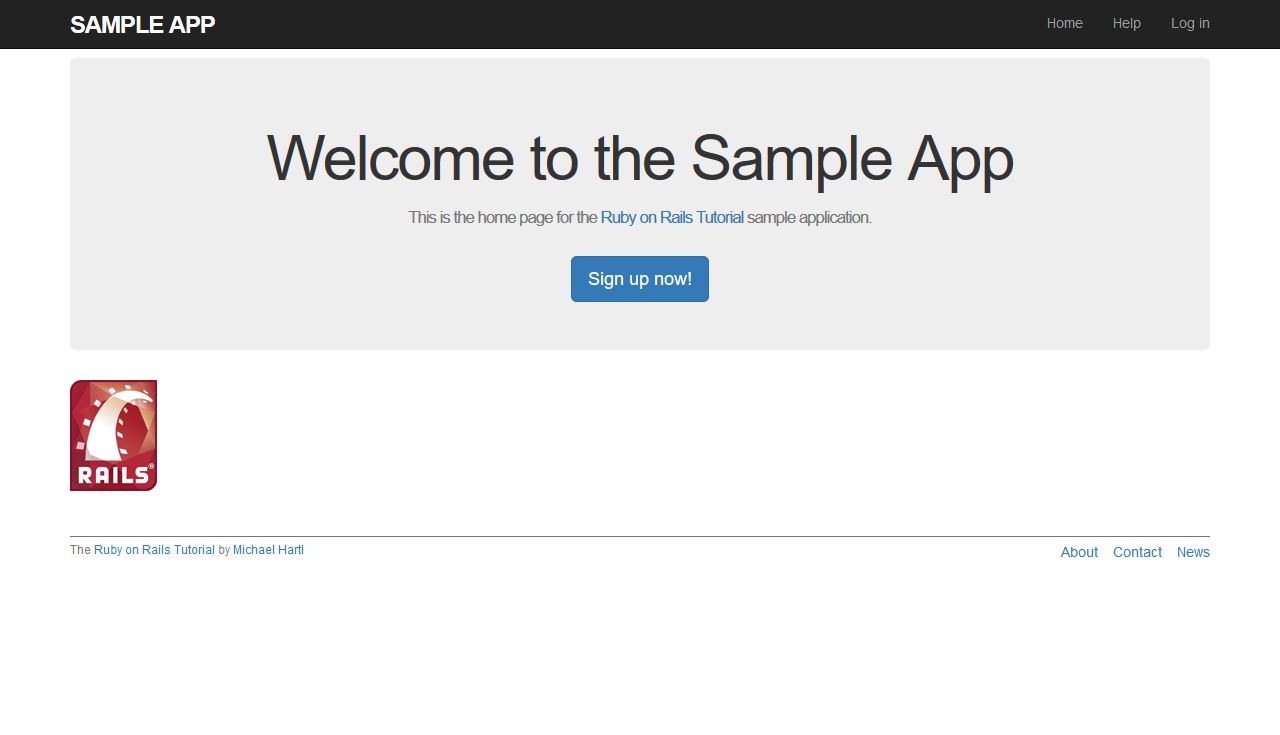 SAMPLE APP
Home Help Log in
Welcome to the Sample App
This is the home page for the Ruby on Rails Tutorial sample application.
Sign up now!
RAILS®
The Ruby on Rails Tutorial by Michael Hartl
About Contact News